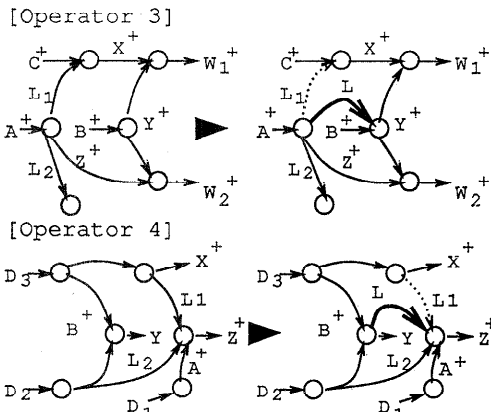 [Operator 3]
C+ X+ W1+
L1
A+ B+ Y+
L2 Z+
W2+
C+ X+ W1+
L1 L
A+ B+ Y+
L2 Z+
W2+
[Operator 4]
D3 X+
L1
B+ Y Z+
L2
A+
D2
D1
D3 X+
L L1
B+ Y Z+
L2
A+
D2
D1